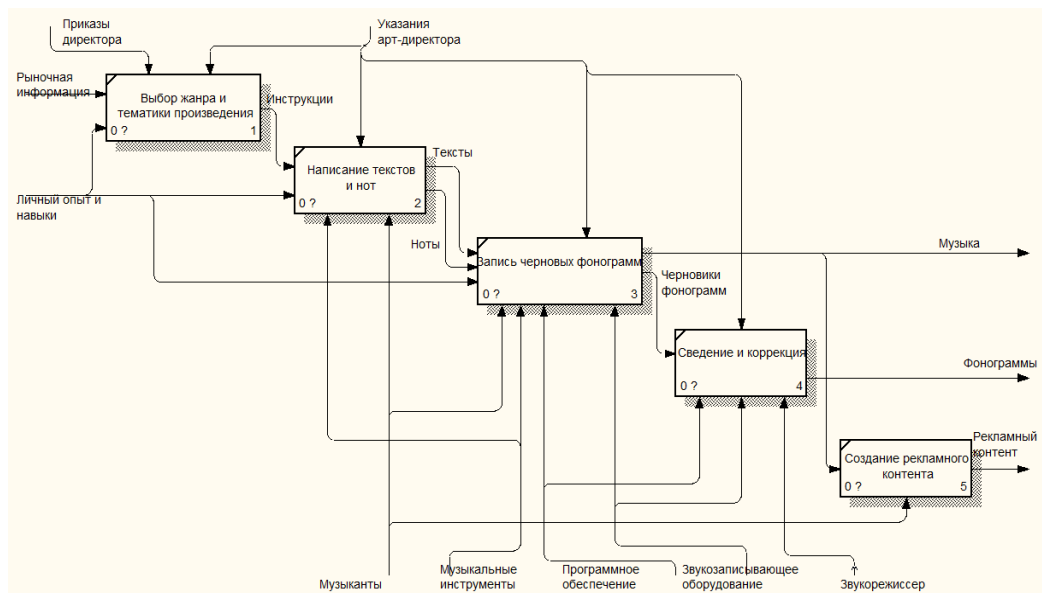 Приказы
директора
Указания
арт-директора
Рыночная
информация
Выбор жанра и
тематики произведения
0 ?
1
Инструкции
Написание текстов
и нот
0 ?
2
Тексты
Личный опыт и
навыки
Ноты
Запись черновых фонограмм
0 ?
3
Музыка
Черновики
фонограмм
Сведение и коррекция
0 ?
4
Фонограммы
Рекламный
контент
Создание рекламного
контента
0 ?
5
Музыканты
Музыкальные
инструменты
Программное
обеспечение
Звукозаписывающее
оборудование
Звукорежиссер